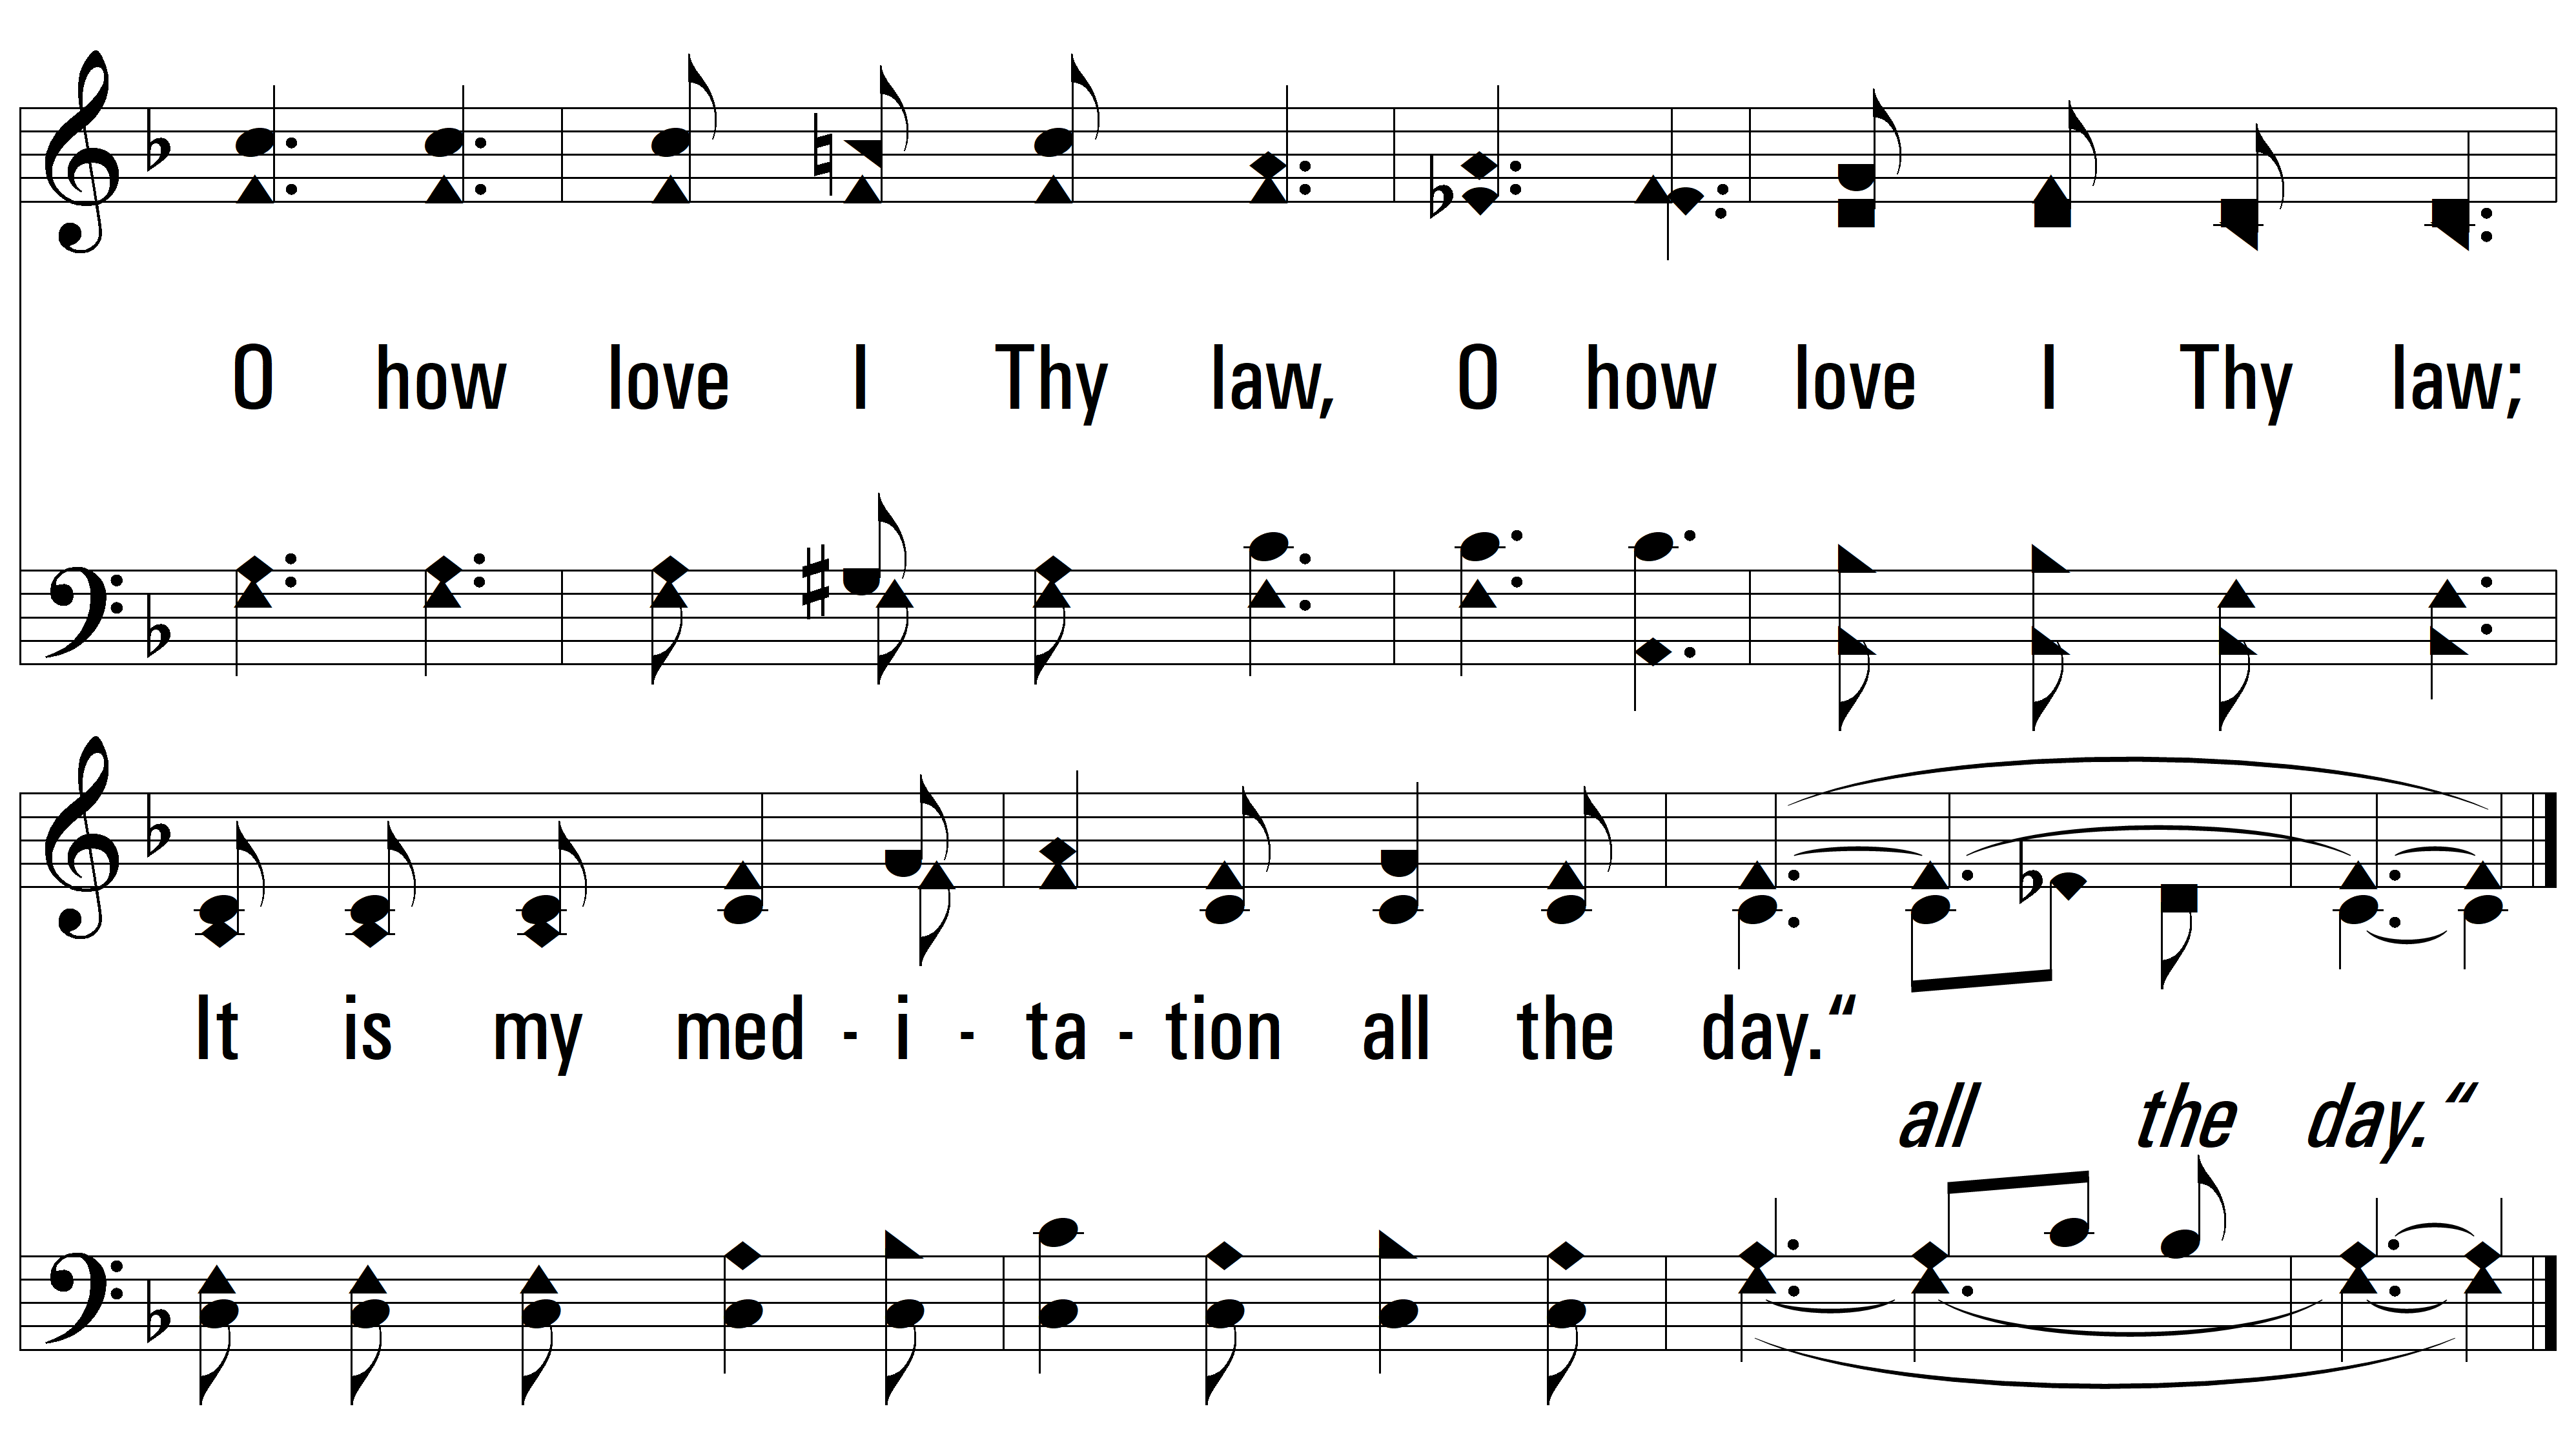 O how love I Thy law, O how love I Thy law;
It is my med - i - ta - tion all the day.“
all the day.“